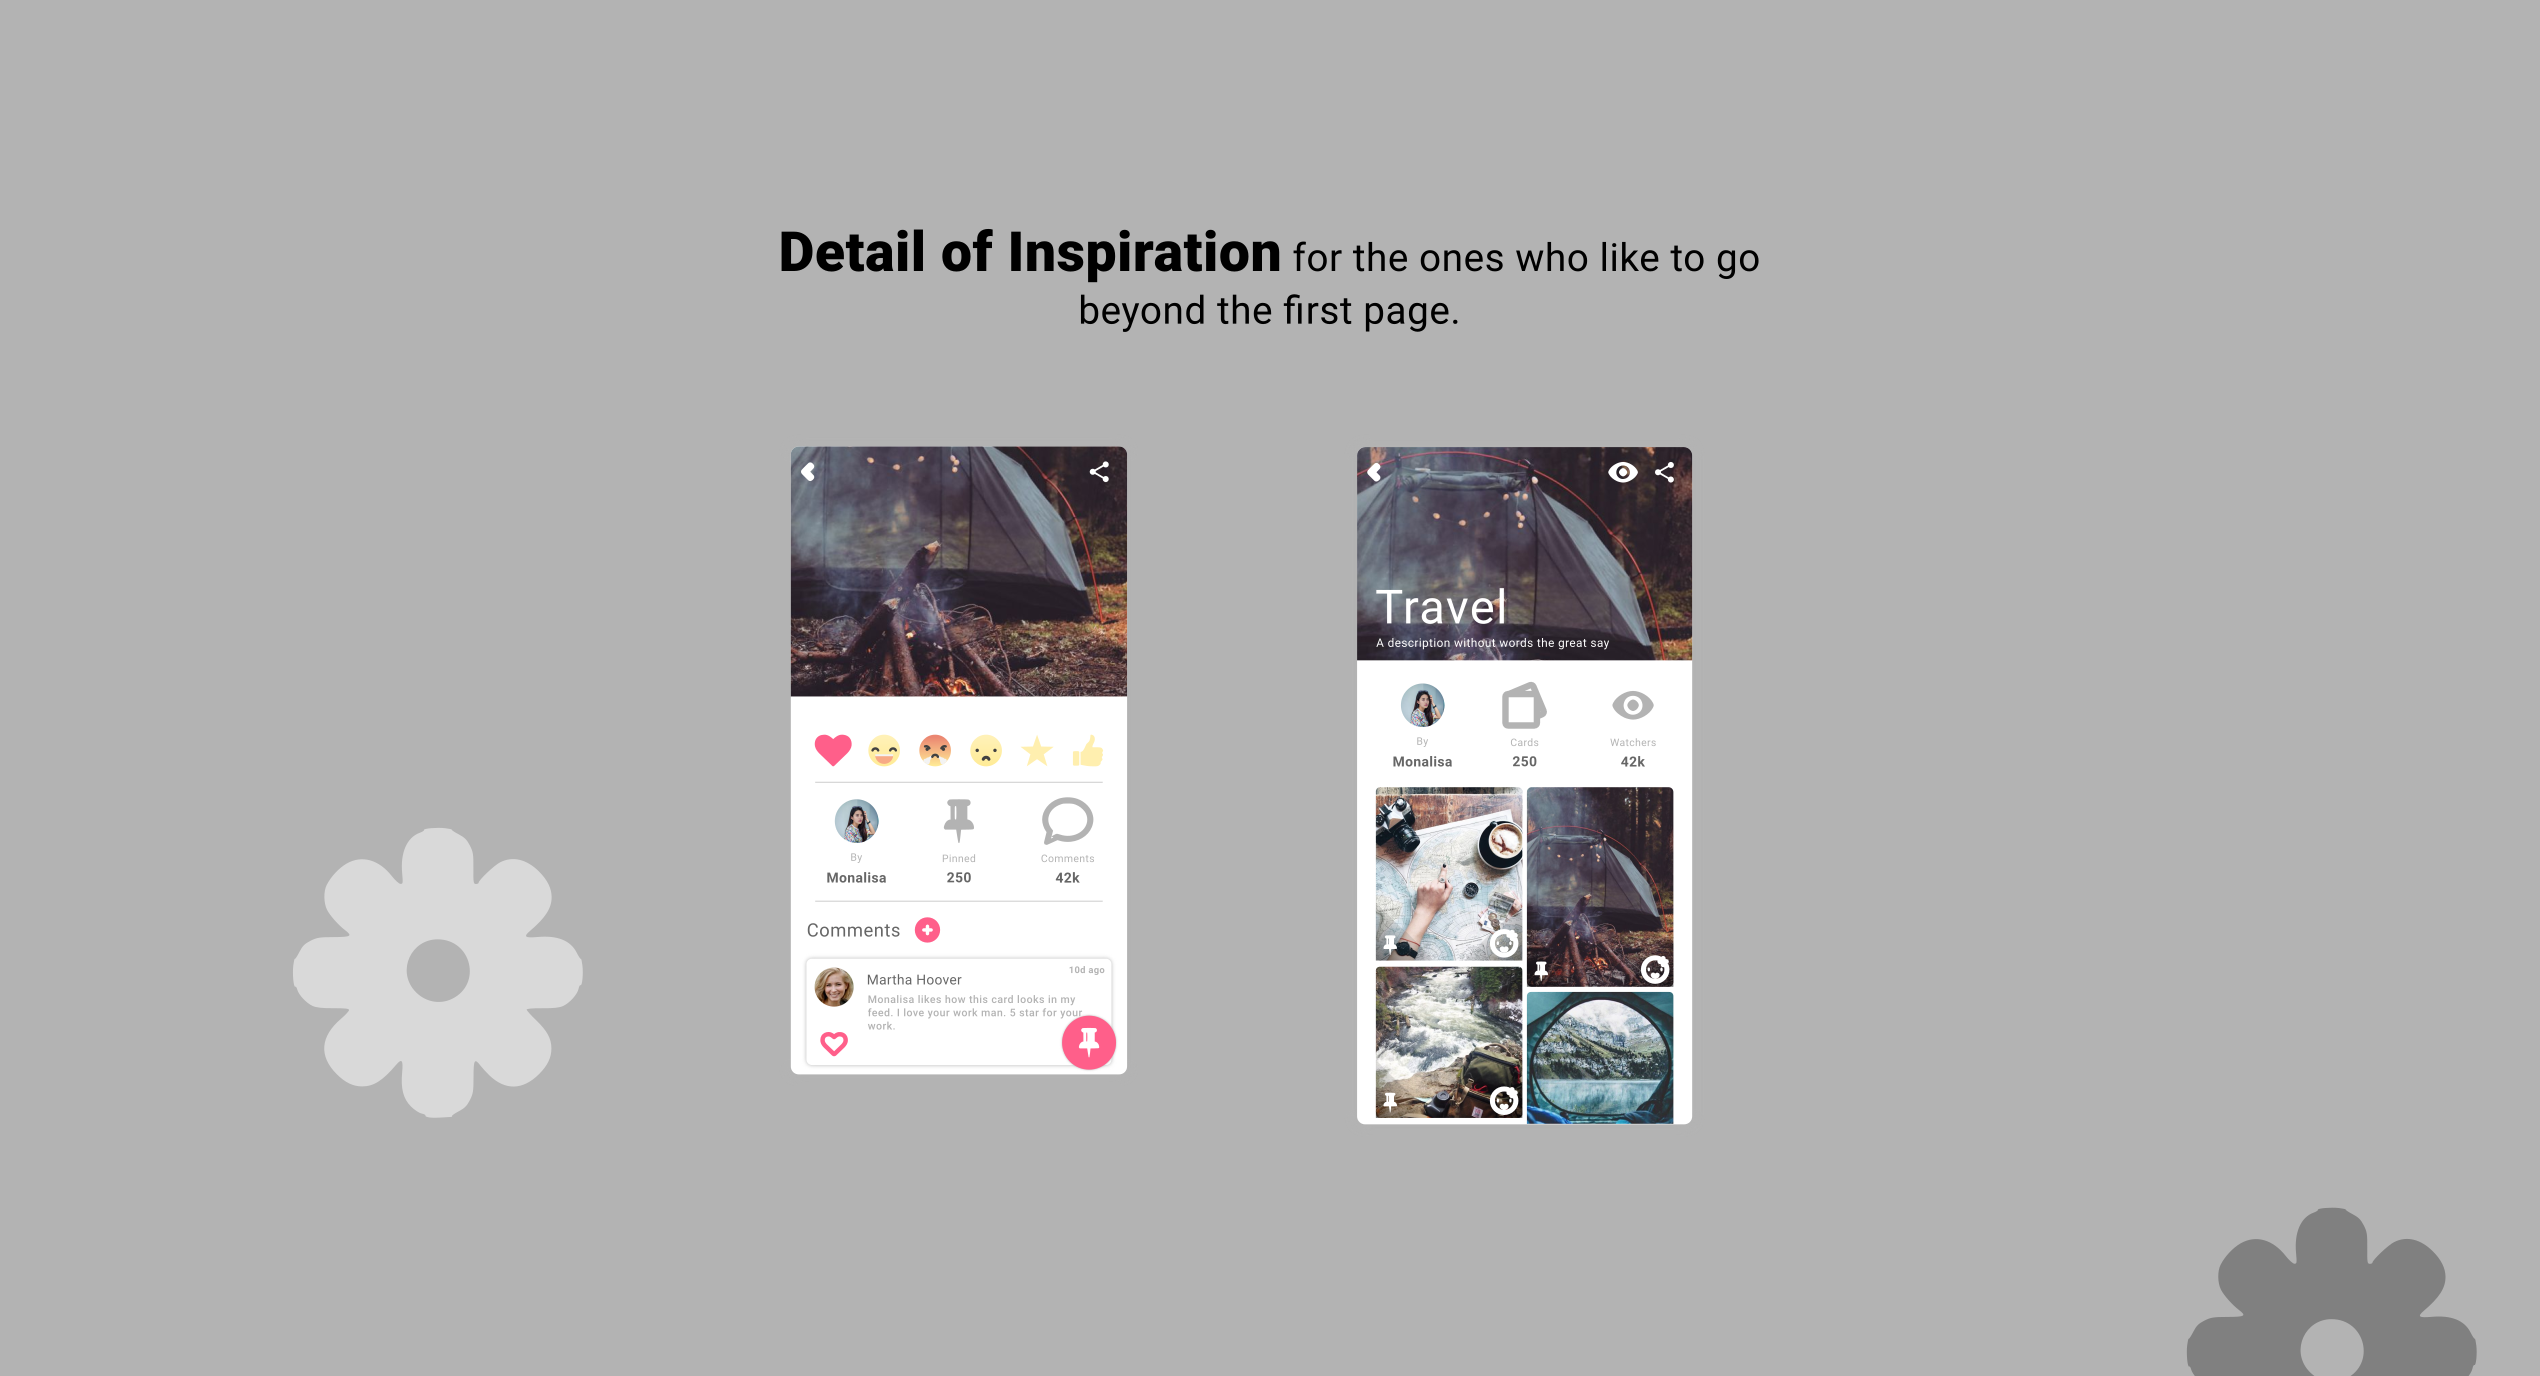 Detail of Inspiration for the ones who like to go
beyond the first page.
By
Monalisa
Pinned
250
Comments
42k
Comments
Martha Hoover
10d ago
Monalisa likes how this card looks in my
feed. I love your work man. 5 star for your
work.
Travel
A description without words the great say
By
Monalisa
Cards
250
Watchers
42k